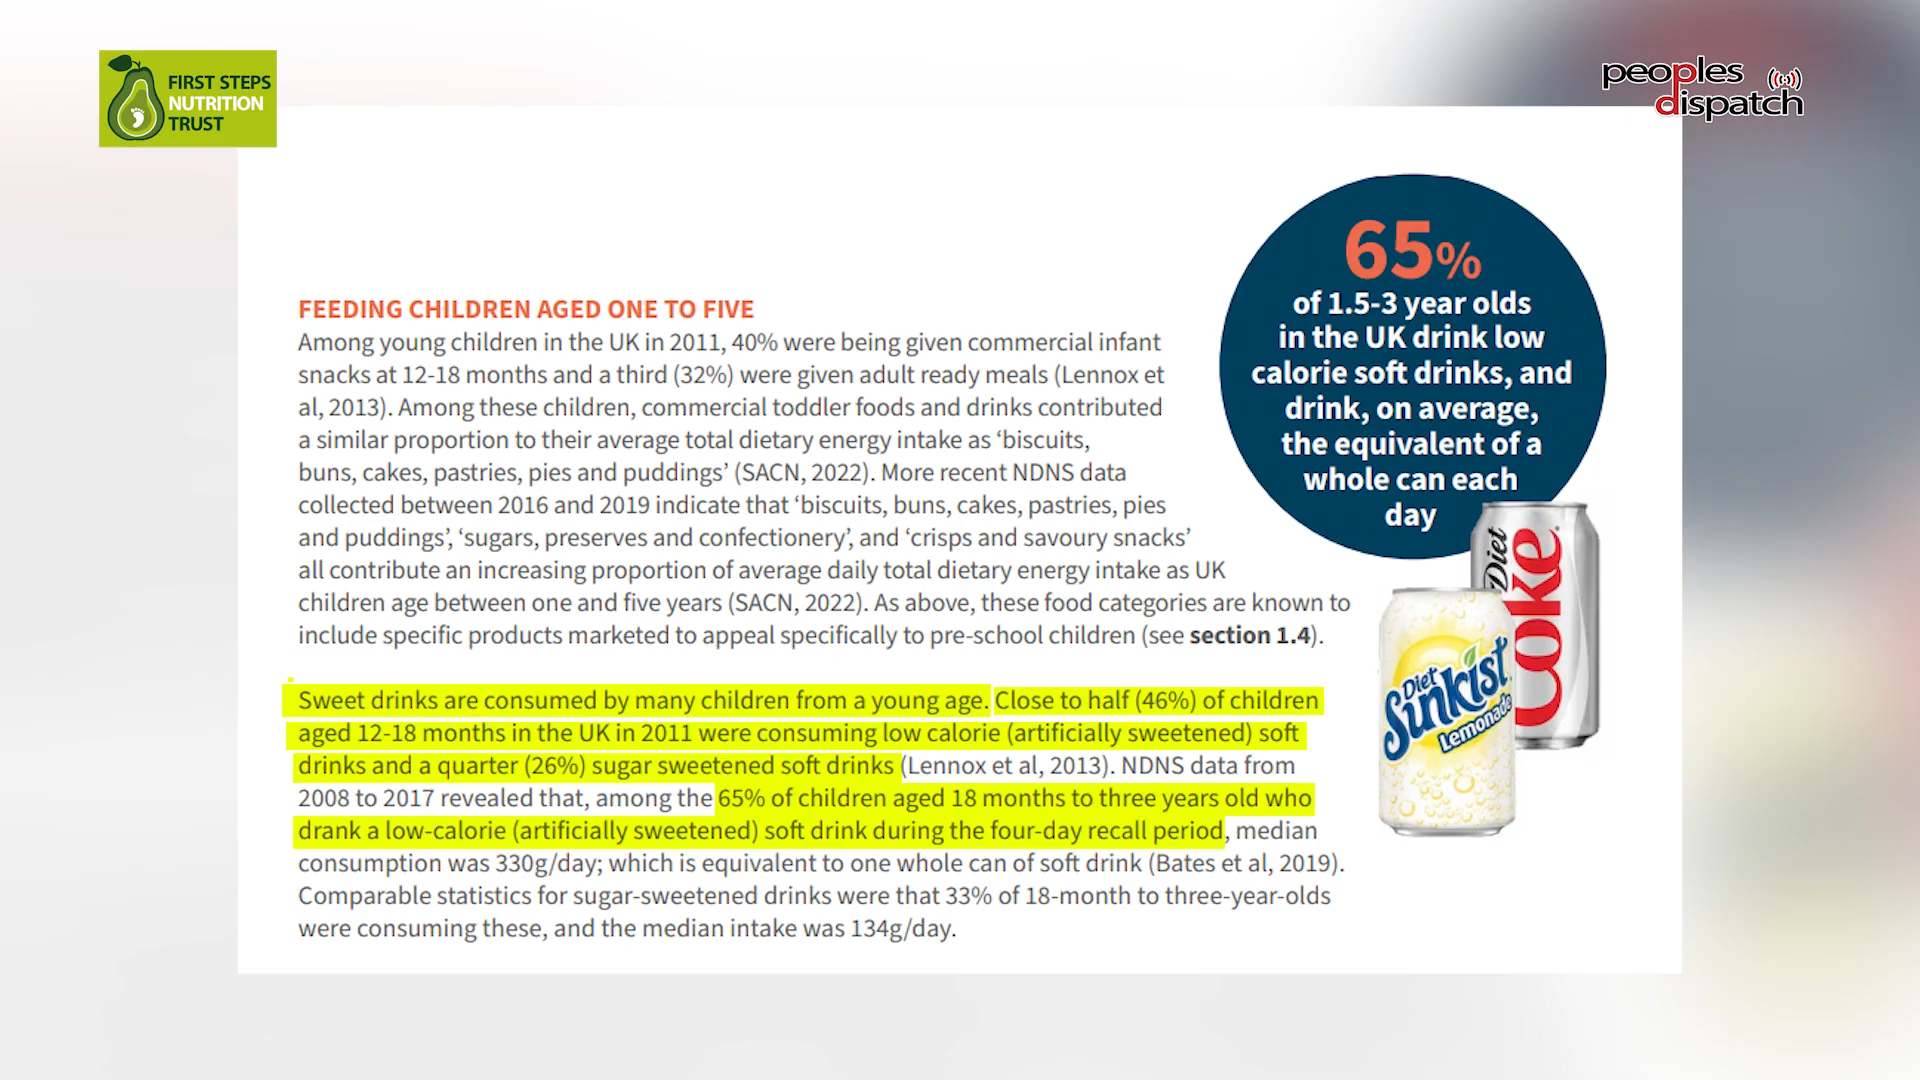 FIRST STEPS
NUTRITION
TRUST
peoples
dispatch
65%
of 1.5-3 year olds
in the UK drink low
calorie soft drinks, and
drink, on average,
the equivalent of a
whole can each
day
FEEDING CHILDREN AGED ONE TO FIVE
Among young children in the UK in 2011, 40% were being given commercial infant
snacks at 12-18 months and a third (32%) were given adult ready meals (Lennox et
al, 2013). Among these children, commercial toddler foods and drinks contributed
a similar proportion to their average total dietary energy intake as ‘biscuits,
buns, cakes, pastries, pies and puddings’ (SACN, 2022). More recent NDNS data
collected between 2016 and 2019 indicate that ‘biscuits, buns, cakes, pastries, pies
and puddings’, ‘sugars, preserves and confectionery’, and ‘crisps and savoury snacks’
all contribute an increasing proportion of average daily total dietary energy intake as UK
children age between one and five years (SACN, 2022). As above, these food categories are known to
include specific products marketed to appeal specifically to pre-school children (see section 1.4).
Sweet drinks are consumed by many children from a young age. Close to half (46%) of children
aged 12-18 months in the UK in 2011 were consuming low calorie (artificially sweetened) soft
drinks and a quarter (26%) sugar sweetened soft drinks (Lennox et al, 2013). NDNS data from
2008 to 2017 revealed that, among the 65% of children aged 18 months to three years old who
drank a low-calorie (artificially sweetened) soft drink during the four-day recall period, median
consumption was 330g/day; which is equivalent to one whole can of soft drink (Bates et al, 2019).
Comparable statistics for sugar-sweetened drinks were that 33% of 18-month to three-year-olds
were consuming these, and the median intake was 134g/day.
Diet
Coke
Diet
Sunkist
Lemonade